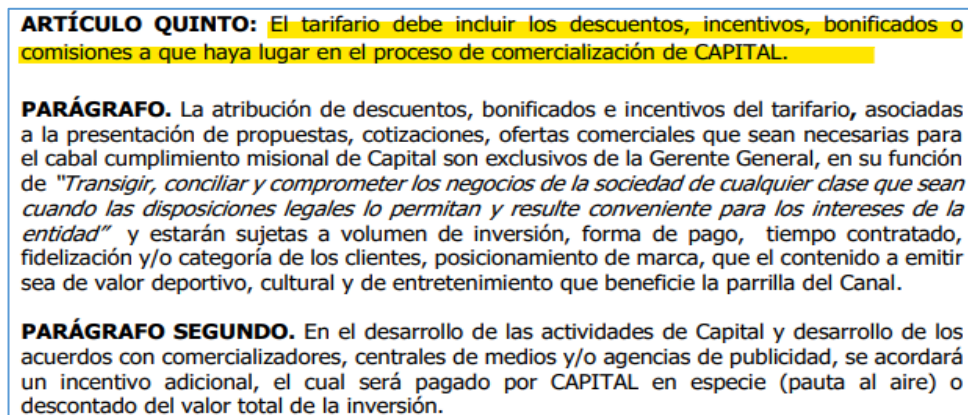 ARTÍCULO QUINTO: El tarifario debe incluir los descuentos, incentivos, bonificados o
comisiones a que haya lugar en el proceso de comercialización de CAPITAL.
PARÁGRAFO. La atribución de descuentos, bonificados e incentivos del tarifario, asociadas
a la presentación de propuestas, cotizaciones, ofertas comerciales que sean necesarias para
el cabal cumplimiento misional de Capital son exclusivos de la Gerente General, en su función
de "Transigir, conciliar y comprometer los negocios de la sociedad de cualquier clase que sean
cuando las disposiciones legales lo permitan y resulte conveniente para los intereses de la
entidad" y estarán sujetas a volumen de inversión, forma de pago, tiempo contratado,
fidelización y/o categoría de los clientes, posicionamiento de marca, que el contenido a emitir
sea de valor deportivo, cultural y de entretenimiento que beneficie la parrilla del Canal.
PARÁGRAFO SEGUNDO. En el desarrollo de las actividades de Capital y desarrollo de los
acuerdos con comercializadores, centrales de medios y/o agencias de publicidad, se acordará
un incentivo adicional, el cual será pagado por CAPITAL en especie (pauta al aire) o
descontado del valor total de la inversión.